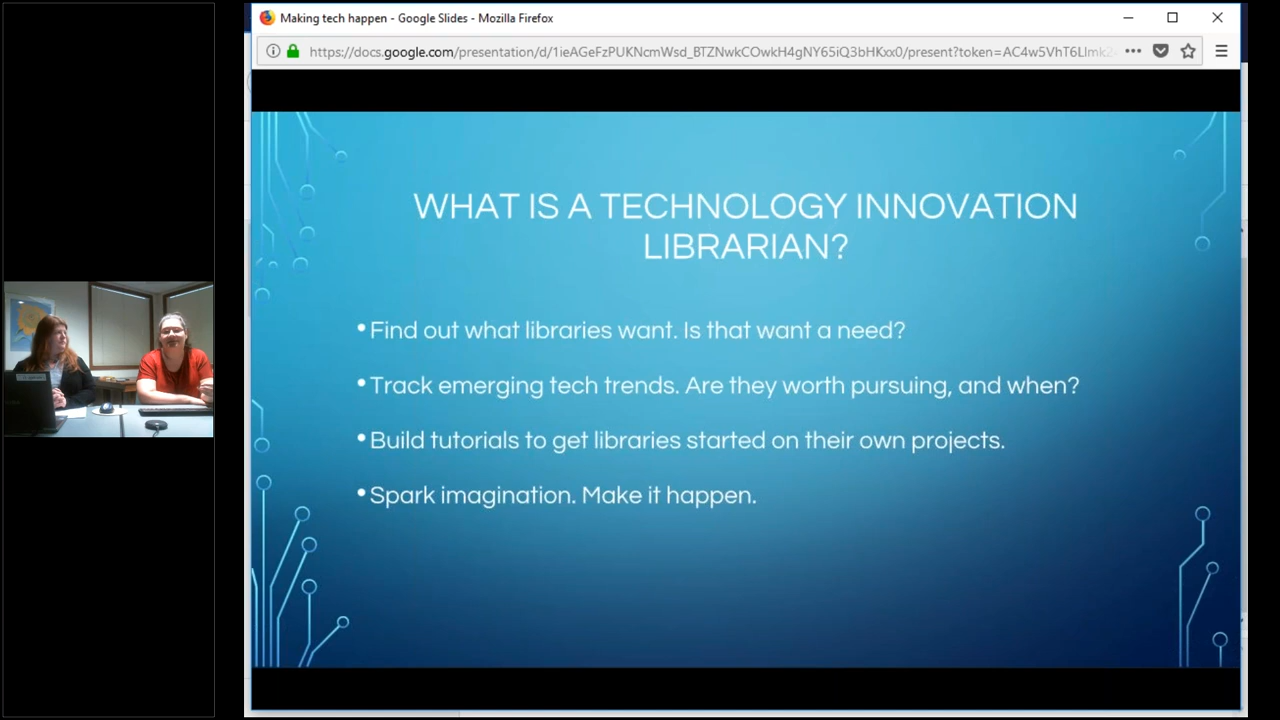 Making tech happen - Google Slides - Mozilla Firefox
https://docs.google.com/presentation/d/1ieAGeFzPUKNcmWsd_BTZNwkCOwkH4gNY65iQ3bHKxx0/present?token=AC4w5VhT6LImk2
WHAT IS A TECHNOLOGY INNOVATION
LIBRARIAN?
• Find out what libraries want. Is that want a need?
• Track emerging tech trends. Are they worth pursuing, and when?
• Build tutorials to get libraries started on their own projects.
• Spark imagination. Make it happen.